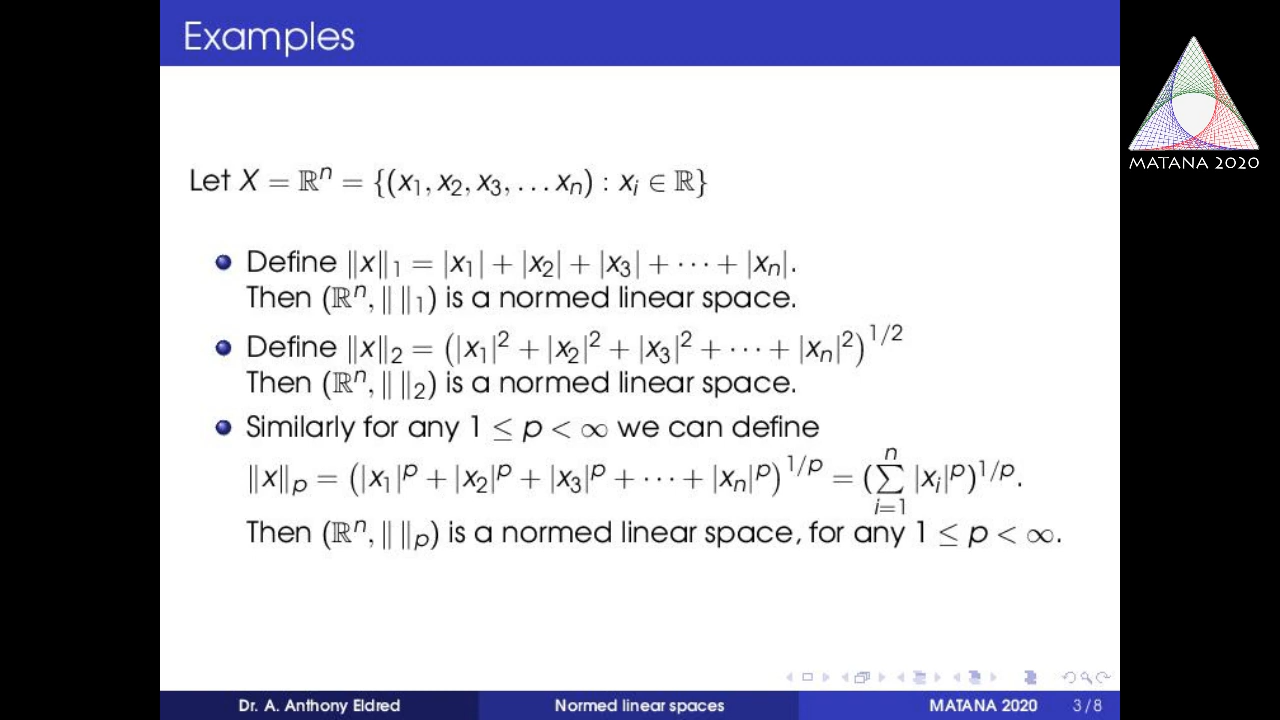 Examples
MATANA 2020
Let X = ℝⁿ = {(x₁, x₂, x₃, … xₙ) : xᵢ ∈ ℝ}
Define ‖x‖₁ = |x₁| + |x₂| + |x₃| + ⋯ + |xₙ|.
Then (ℝⁿ, ‖ ‖₁) is a normed linear space.
Define ‖x‖₂ = (|x₁|² + |x₂|² + |x₃|² + ⋯ + |xₙ|²)^{1/2}
Then (ℝⁿ, ‖ ‖₂) is a normed linear space.
Similarly for any 1 ≤ p < ∞ we can define
‖x‖ₚ = (|x₁|ᵖ + |x₂|ᵖ + |x₃|ᵖ + ⋯ + |xₙ|ᵖ)^{1/p} = (∑_{i=1}^{n} |xᵢ|ᵖ)^{1/p}.
Then (ℝⁿ, ‖ ‖ₚ) is a normed linear space, for any 1 ≤ p < ∞.
Dr. A. Anthony Eldred Normed linear spaces MATANA 2020 3/8